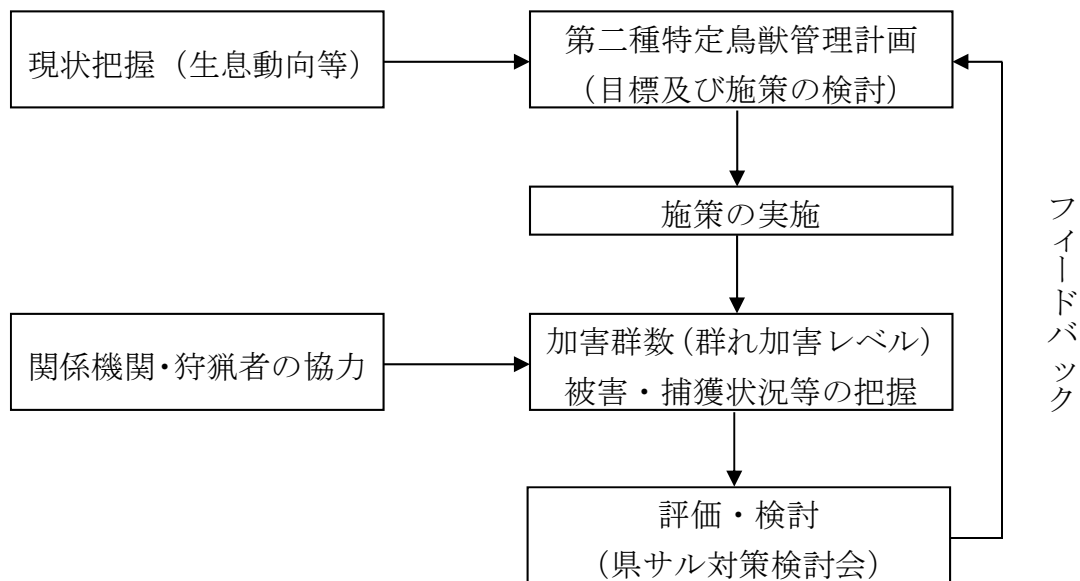 現状把握（生息動向等）
第二種特定鳥獣管理計画
（目標及び施策の検討）
施策の実施
関係機関・狩猟者の協力
加害群数（群れ加害レベル）
被害・捕獲状況等の把握
評価・検討
（県サル対策検討会）
フィードバック